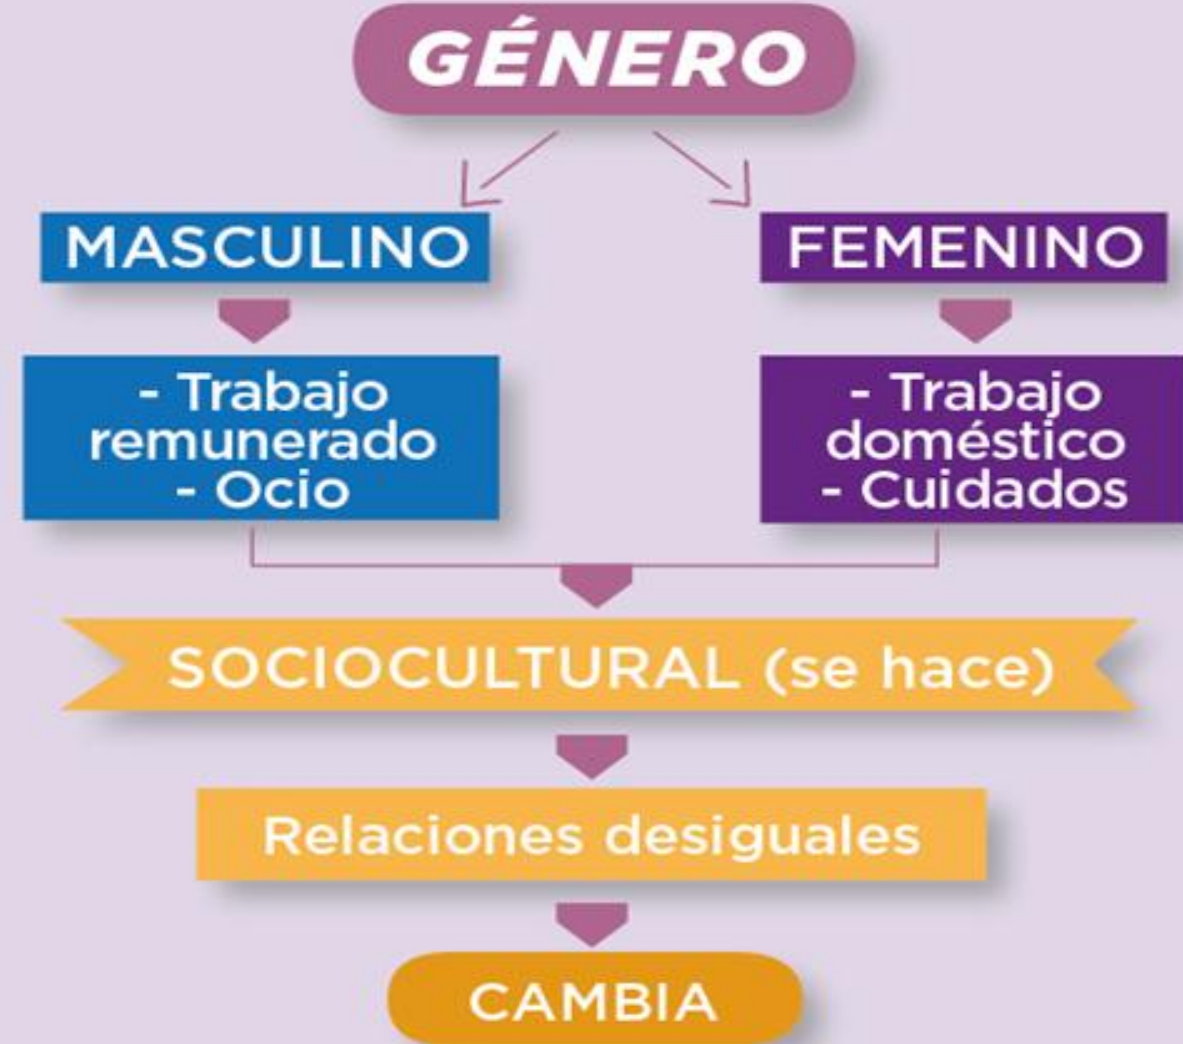 GÉNERO
MASCULINO
FEMENINO
- Trabajo
remunerado
- Ocio
- Trabajo
doméstico
- Cuidados
SOCIOCULTURAL (se hace)
Relaciones desiguales
CAMBIA